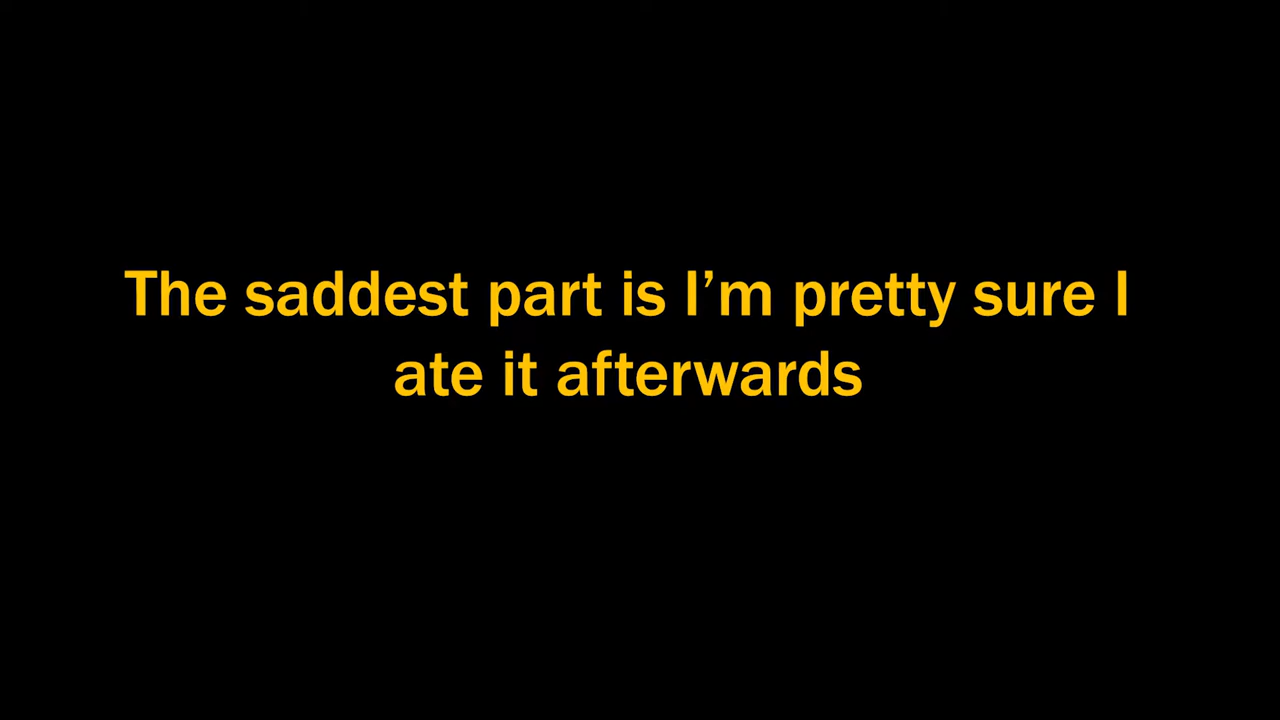 The saddest part is I’m pretty sure I
ate it afterwards